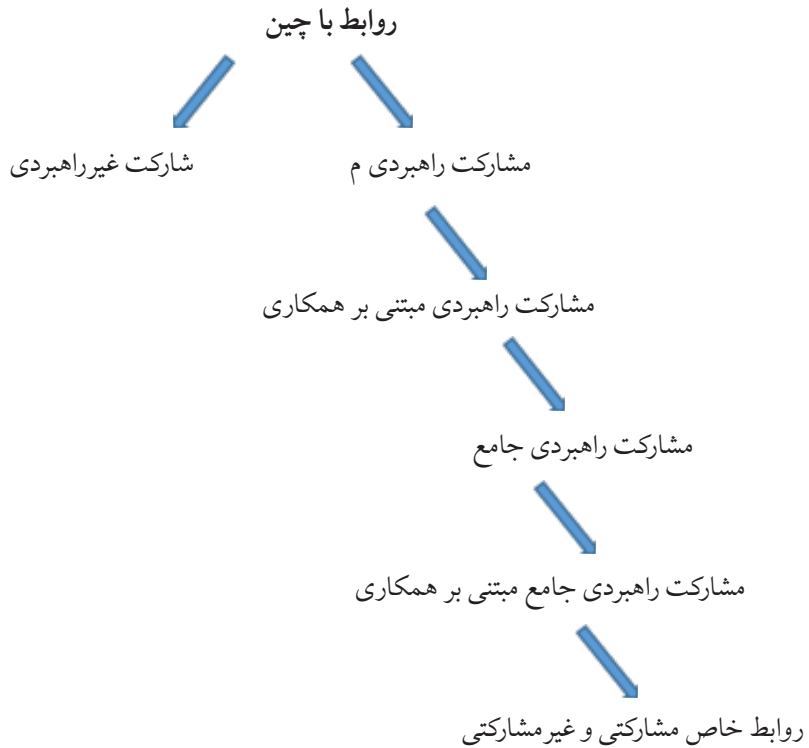 روابط با چین
مشارکت راهبردی م
شارکت غیرراهبردی
مشارکت راهبردی مبتنی بر همکاری
مشارکت راهبردی جامع
مشارکت راهبردی جامع مبتنی بر همکاری
روابط خاص مشارکتی و غیرمشارکتی